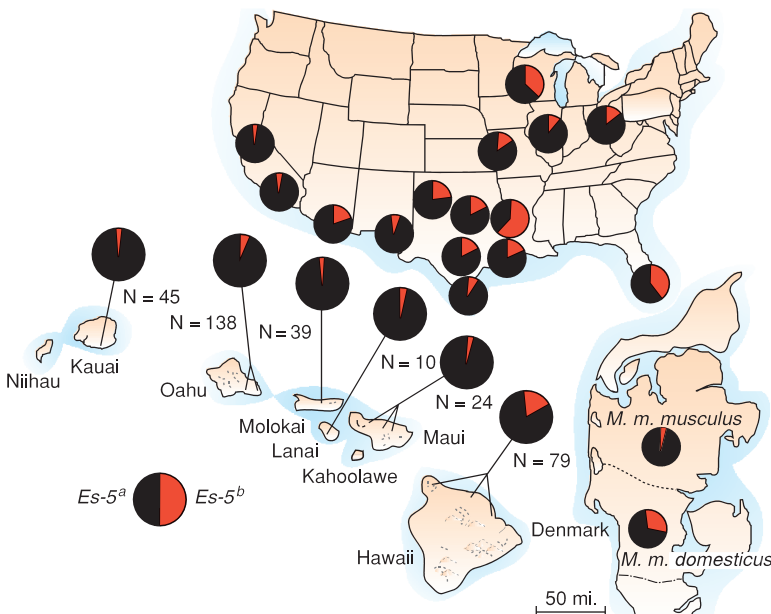 N = 45
N = 138
N = 39
N = 10
N = 24
N = 79
Niihau
Kauai
Oahu
Molokai
Lanai
Kahoolawe
Maui
Hawaii
Es-5a
Es-5b
M. m. musculus
Denmark
M. m. domesticus
50 mi.